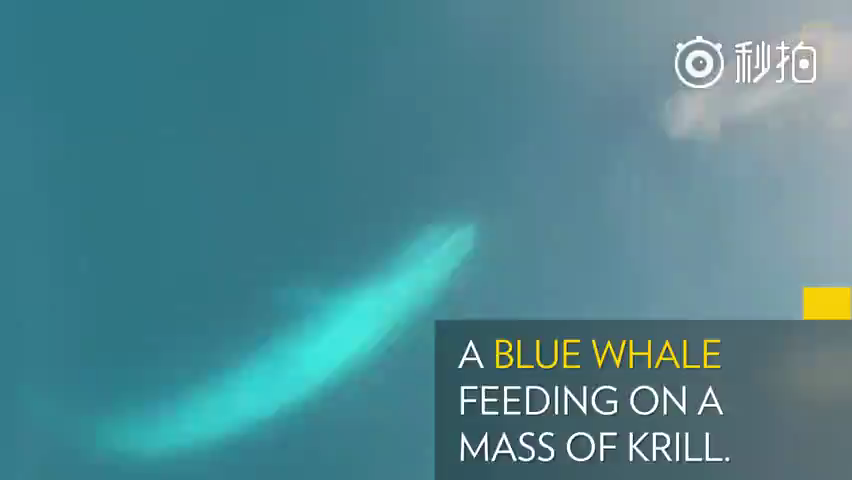 秒拍
A BLUE WHALE
FEEDING ON A
MASS OF KRILL.